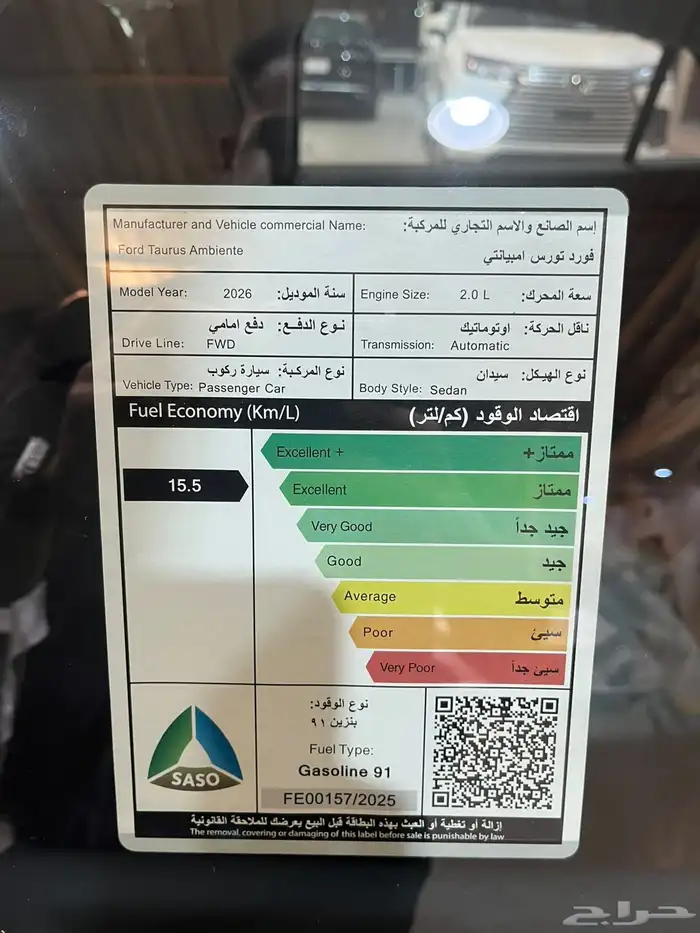 Manufacturer and Vehicle commercial Name: إسم الصانع والاسم التجاري للمركبة:
Ford Taurus Ambiente فورد تورس امبيانتي
Model Year: 2026 سنة الموديل:
Engine Size: 2.0 L سعة المحرك:
نوع الدفع: دفع امامي
Drive Line: FWD
ناقل الحركة: اوتوماتيك
Transmission: Automatic
نوع المركبة: سيارة ركوب
Vehicle Type: Passenger Car
نوع الهيكل: سيدان
Body Style: Sedan
Fuel Economy (Km/L) اقتصاد الوقود (كم/لتر)
Excellent + ممتاز+
15.5
Excellent ممتاز
Very Good جيد جداً
Good جيد
Average متوسط
Poor سيئ
Very Poor سيئ جداً
SASO
نوع الوقود:
بنزين ٩١
Fuel Type:
Gasoline 91
FE00157/2025
إزالة أو تغطية أو العبث بهذه البطاقة قبل البيع يعرضك للملاحقة القانونية
The removal, covering or damaging of this label before sale is punishable by law
حراج